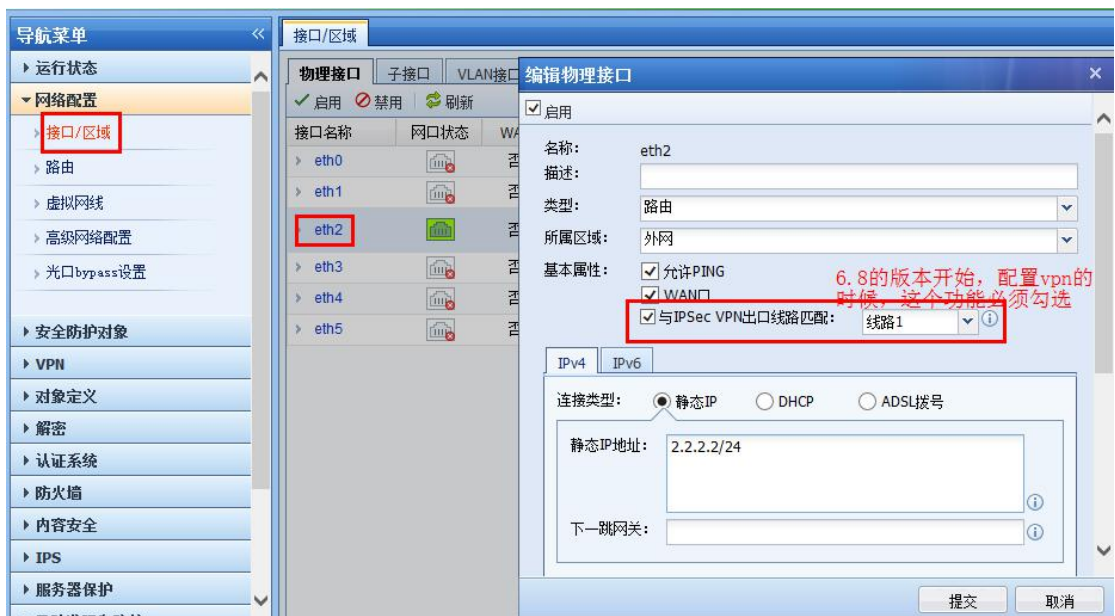 导航菜单
运行状态
网络配置
接口/区域
路由
虚拟网线
高级网络配置
光口bypass设置
安全防护对象
VPN
对象定义
解密
认证系统
防火墙
内容安全
IPS
服务器保护
接口/区域
物理接口 子接口 VLAN接口
启用 禁用 刷新
接口名称 网口状态 WA
eth0 否
eth1 否
eth2 否
eth3 否
eth4 否
eth5 否
编辑物理接口
启用
名称: eth2
描述:
类型: 路由
所属区域: 外网
基本属性: 允许PING
WAN口
6.8的版本开始，配置vpn的
时候，这个功能必须勾选
与IPSec VPN出口线路匹配: 线路1
IPv4 IPv6
连接类型: 静态IP DHCP ADSL拨号
静态IP地址: 2.2.2.2/24
下一跳网关:
提交 取消